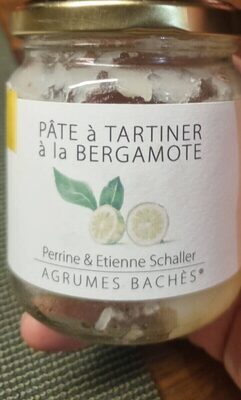 PÂTE à TARTINER
à la BERGAMOTE
Perrine & Etienne Schaller
AGRUMES BACHÈS®